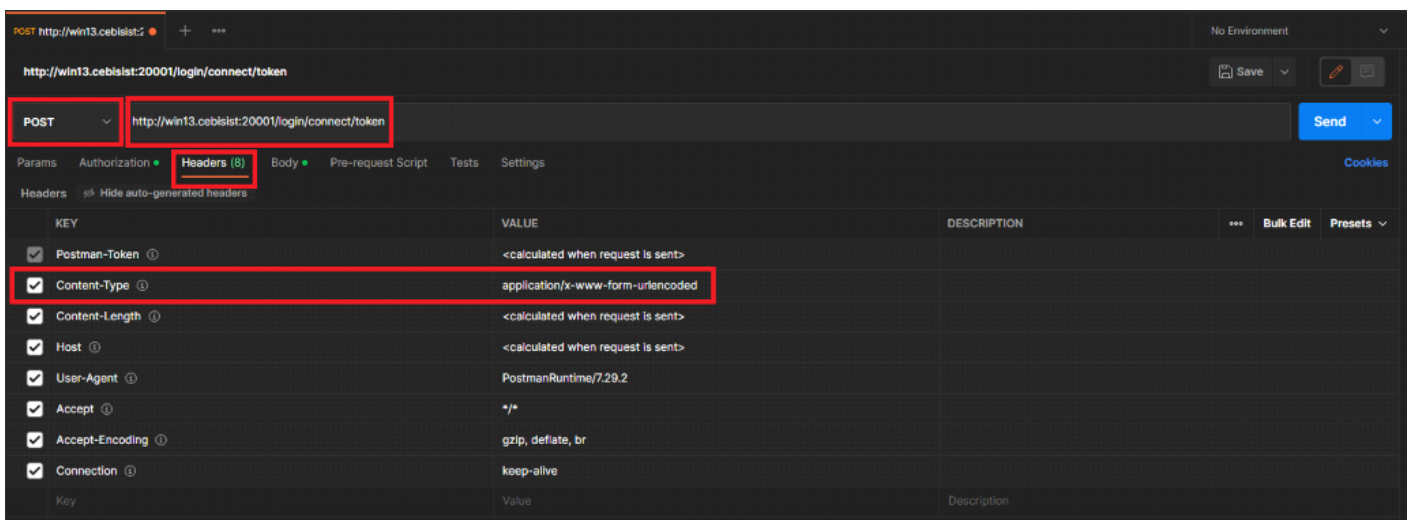 POST http://win13.cebisist:2
No Environment
http://win13.cebisist:20001/login/connect/token
Save
POST http://win13.cebisist:20001/login/connect/token
Send
Params Authorization Headers (8) Body Pre-request Script Tests Settings
Cookies
Headers Hide auto-generated headers
KEY VALUE DESCRIPTION Bulk Edit Presets
Postman-Token <calculated when request is sent>
Content-Type application/x-www-form-urlencoded
Content-Length <calculated when request is sent>
Host <calculated when request is sent>
User-Agent PostmanRuntime/7.29.2
Accept */*
Accept-Encoding gzip, deflate, br
Connection keep-alive
Key Value Description